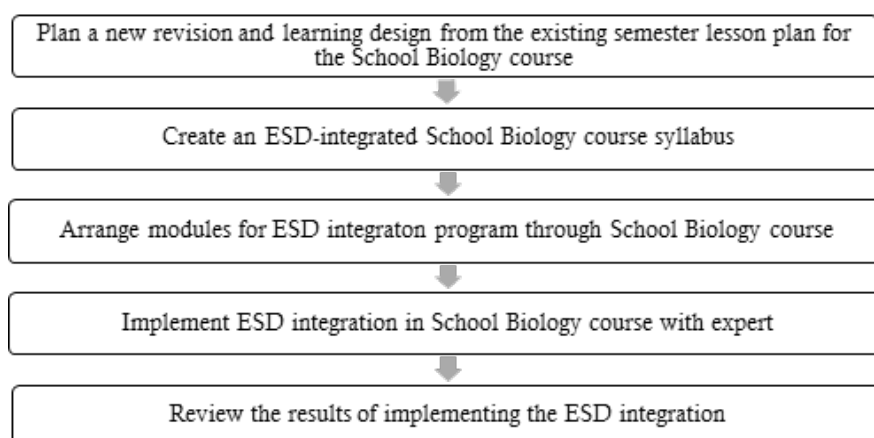 Plan a new revision and learning design from the existing semester lesson plan for
the School Biology course
Create an ESD-integrated School Biology course syllabus
Arrange modules for ESD integraton program through School Biology course
Implement ESD integration in School Biology course with expert
Review the results of implementing the ESD integration